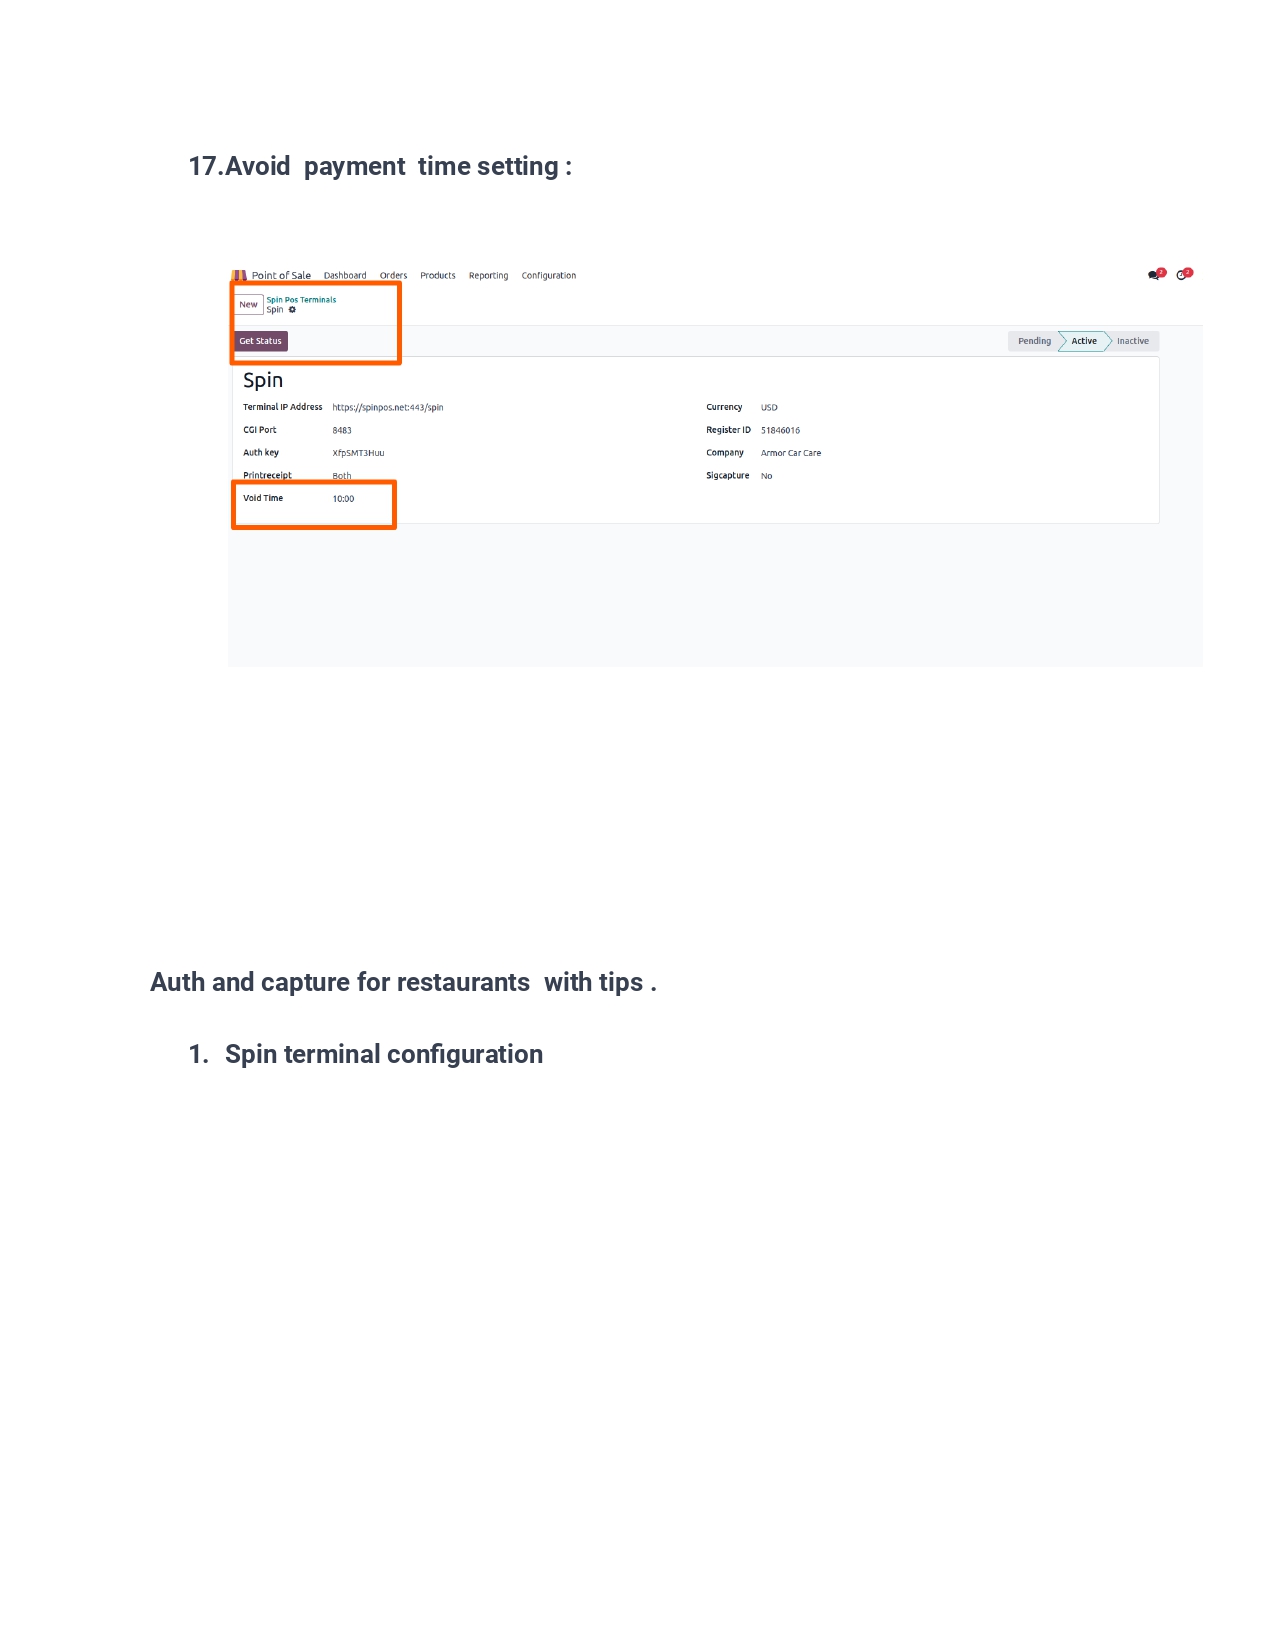 17.Avoid payment time setting :
Point of Sale Dashboard Orders Products Reporting Configuration 2 2
New Spin Pos Terminals
Spin
Get Status Pending Active Inactive
Spin
Terminal IP Address https://spinpos.net:443/spin Currency USD
CGI Port 8483 Register ID 51846016
Auth key XfpSMT3Huu Company Armor Car Care
Printreceipt Both Sigcapture No
Void Time 10:00
Auth and capture for restaurants with tips .
1. Spin terminal configuration